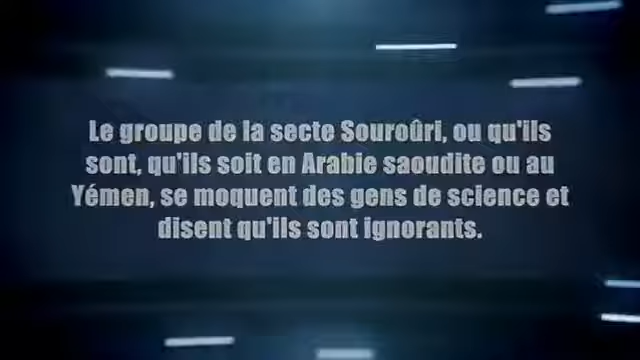 Le groupe de la secte Souroûri, ou qu'ils
sont, qu'ils soit en Arabie saoudite ou au
Yémen, se moquent des gens de science et
disent qu'ils sont ignorants.